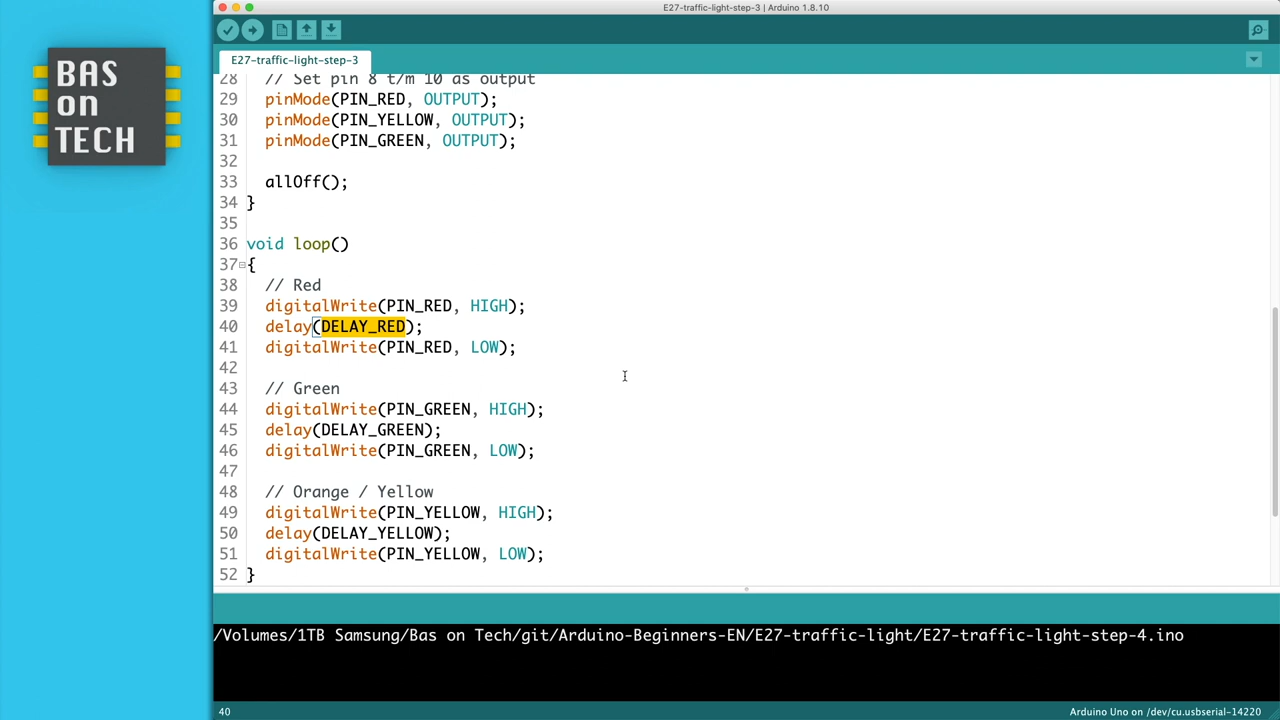 E27-traffic-light-step-3 | Arduino 1.8.10
BAS
on
TECH
E27-traffic-light-step-3
28 // Set pin 8 t/m 10 as output
29 pinMode(PIN_RED, OUTPUT);
30 pinMode(PIN_YELLOW, OUTPUT);
31 pinMode(PIN_GREEN, OUTPUT);
32
33 allOff();
34 }
35
36 void loop()
37 {
38 // Red
39 digitalWrite(PIN_RED, HIGH);
40 delay(DELAY_RED);
41 digitalWrite(PIN_RED, LOW);
42
43 // Green
44 digitalWrite(PIN_GREEN, HIGH);
45 delay(DELAY_GREEN);
46 digitalWrite(PIN_GREEN, LOW);
47
48 // Orange / Yellow
49 digitalWrite(PIN_YELLOW, HIGH);
50 delay(DELAY_YELLOW);
51 digitalWrite(PIN_YELLOW, LOW);
52 }
/Volumes/1TB Samsung/Bas on Tech/git/Arduino-Beginners-EN/E27-traffic-light/E27-traffic-light-step-4.ino
40
Arduino Uno on /dev/cu.usbserial-14220